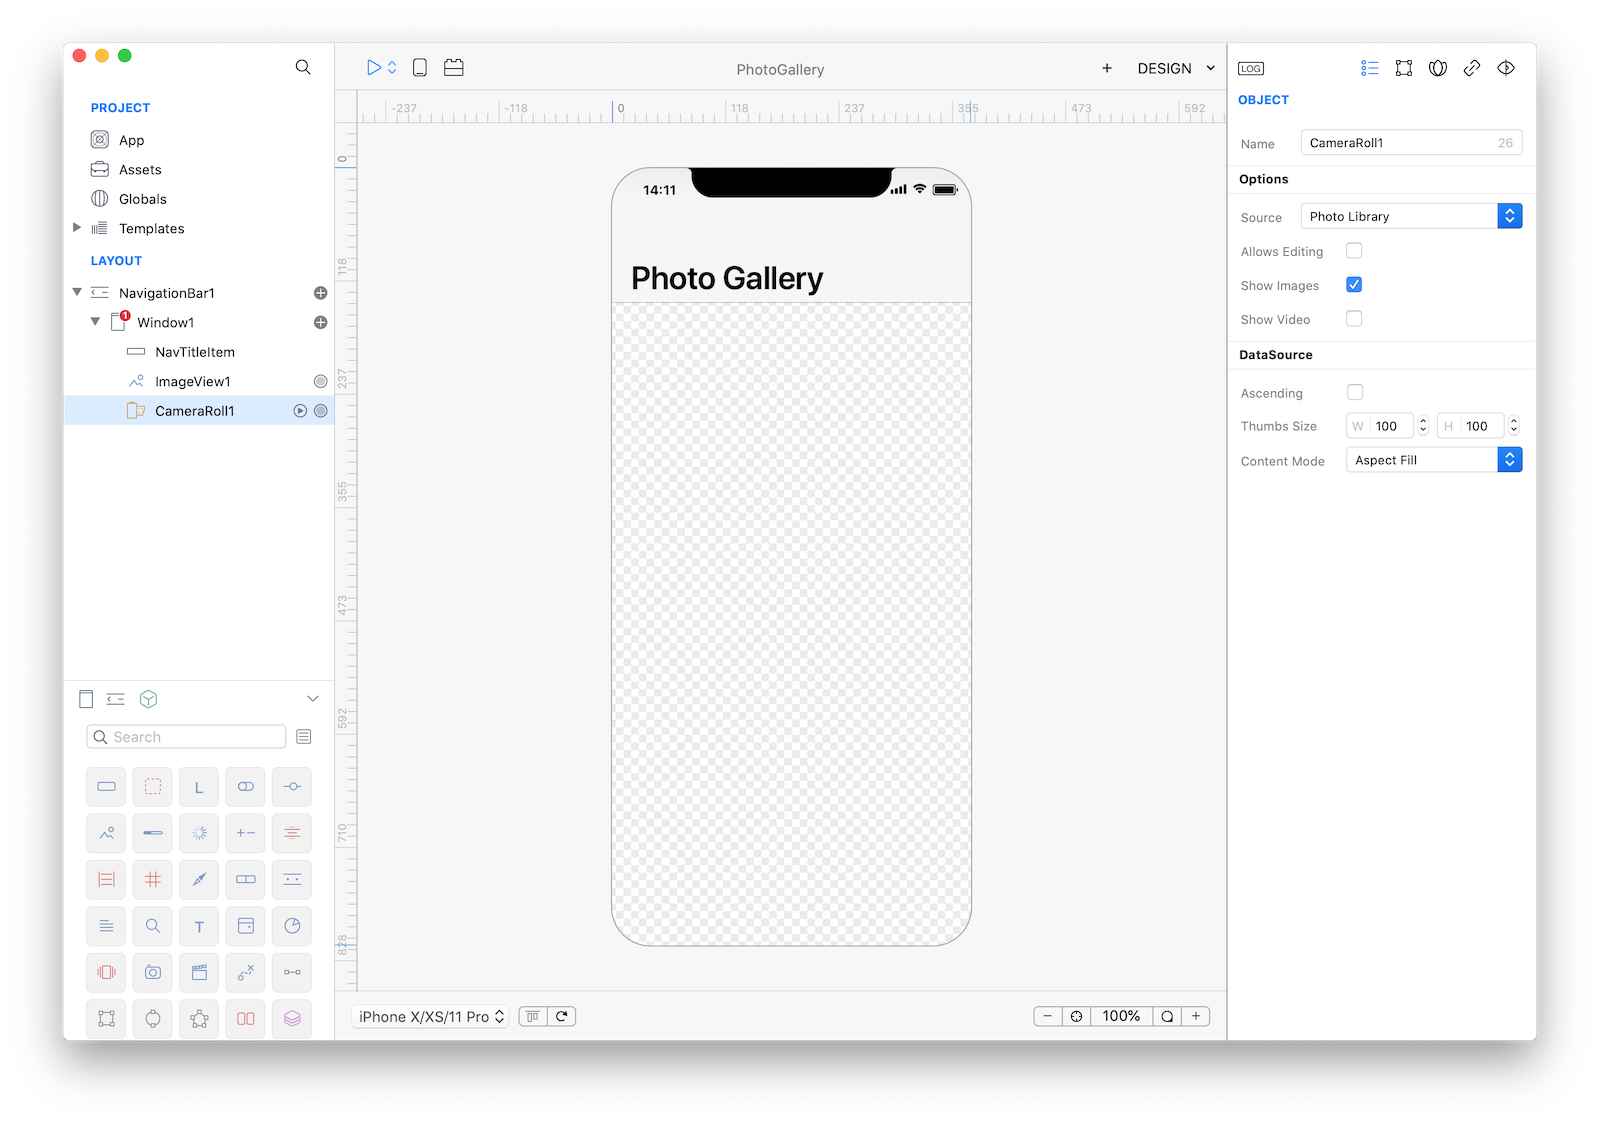 PROJECT
App
Assets
Globals
Templates
LAYOUT
NavigationBar1
1
Window1
NavTitleItem
ImageView1
CameraRoll1
Search
L
T
PhotoGallery
+ DESIGN
-237 -118 0 118 237 355 473 592
0
118
237
355
473
592
710
828
14:11
Photo Gallery
iPhone X/XS/11 Pro
− 100% +
LOG
OBJECT
Name CameraRoll1 26
Options
Source Photo Library
Allows Editing
Show Images
Show Video
DataSource
Ascending
Thumbs Size W 100 H 100
Content Mode Aspect Fill